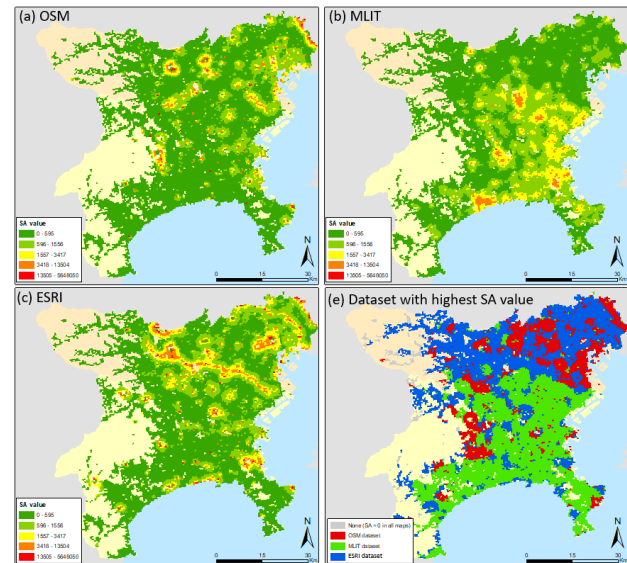 (a) OSM
SA value
0 - 595
596 - 1556
1557 - 3417
3418 - 13504
13505 - 5648050
N
0 15 30
Km
(b) MLIT
SA value
0 - 595
596 - 1556
1557 - 3417
3418 - 13504
13505 - 5648050
N
0 15 30
Km
(c) ESRI
SA value
0 - 595
596 - 1556
1557 - 3417
3418 - 13504
13505 - 5648050
N
0 15 30
Km
(e) Dataset with highest SA value
None (SA = 0 in all maps)
OSM dataset
MLIT dataset
ESRI dataset
N
0 15 30
Km